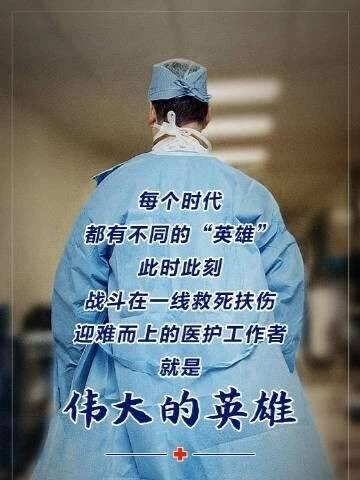 每个时代
都有不同的“英雄”
此时此刻
战斗在一线救死扶伤
迎难而上的医护工作者
就是
伟大的英雄